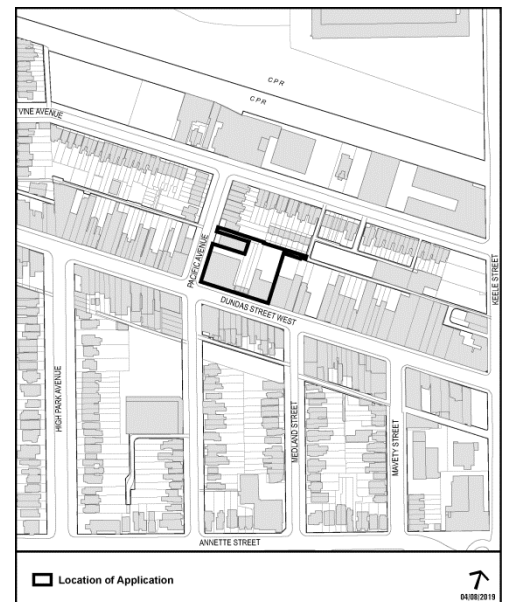 CPR
CPR
VINE AVENUE
PACIFIC AVENUE
KEELE STREET
DUNDAS STREET WEST
HIGH PARK AVENUE
MEDLAND STREET
MAVETY STREET
ANNETTE STREET
Location of Application
04/08/2019